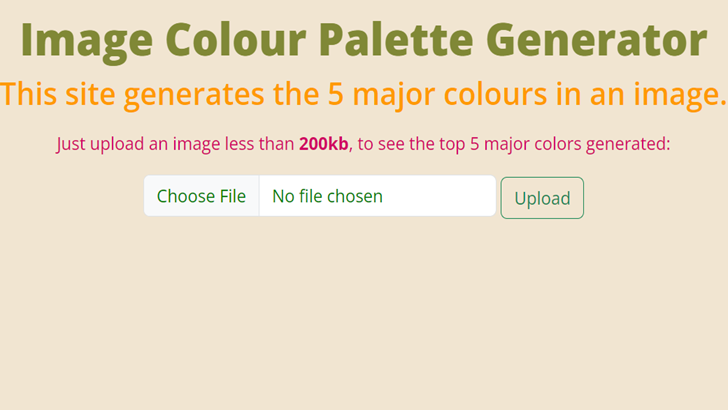 Image Colour Palette Generator
This site generates the 5 major colours in an image.
Just upload an image less than 200kb, to see the top 5 major colors generated:
Choose File No file chosen Upload